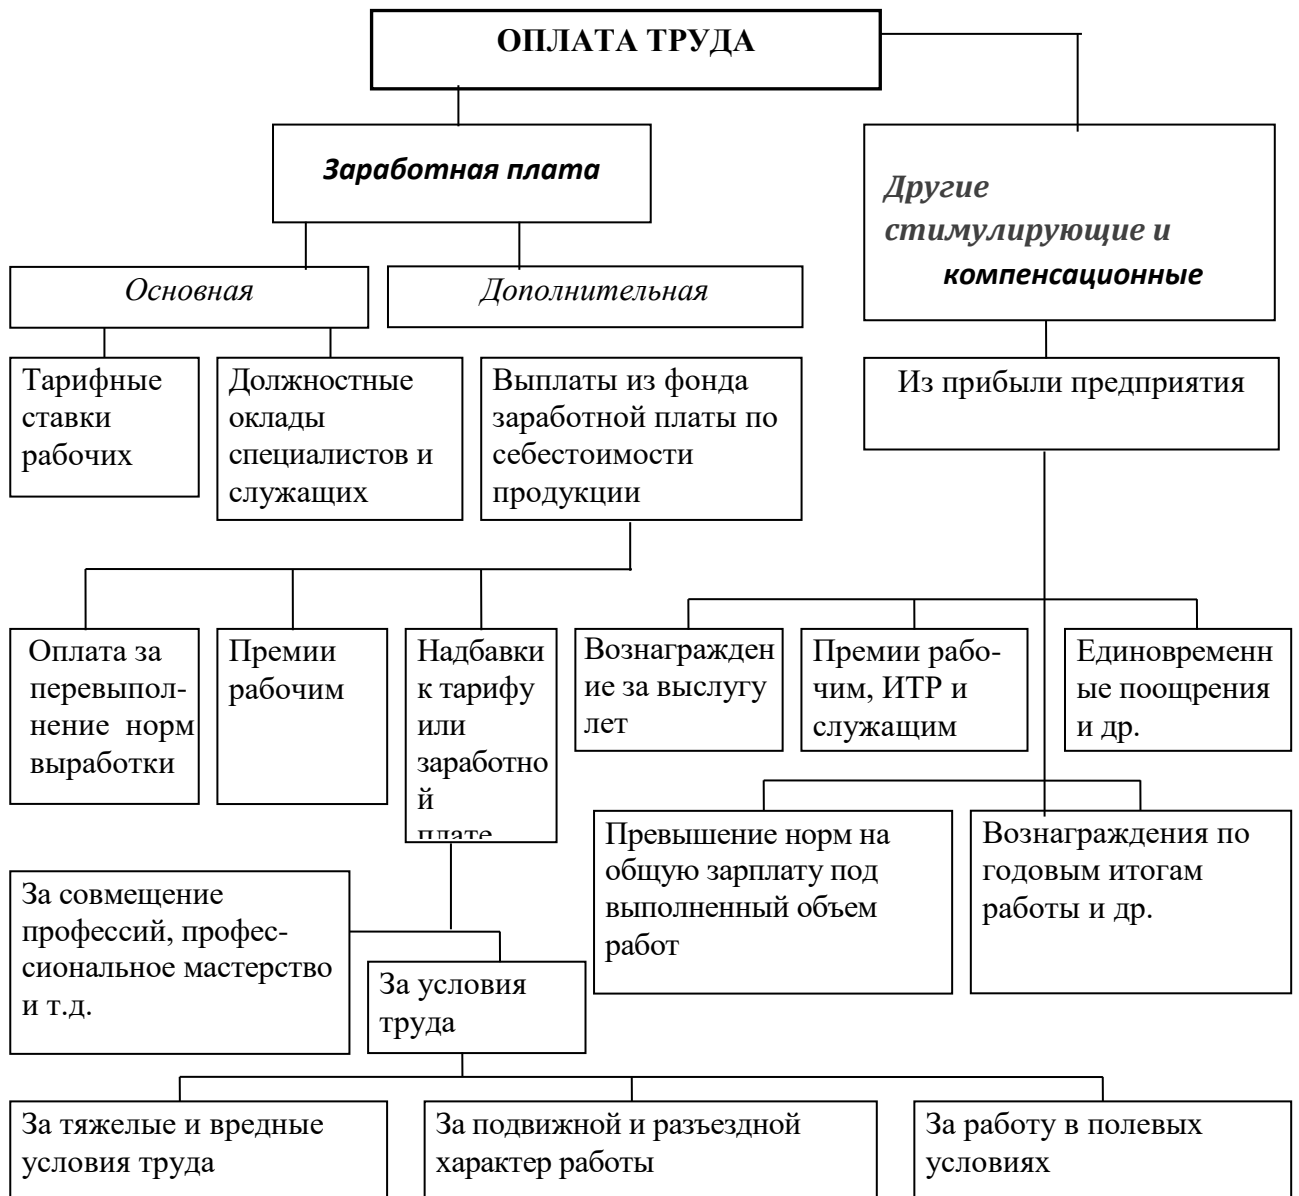 ОПЛАТА ТРУДА
Заработная плата
Другие
стимулирующие и
компенсационные
Основная
Дополнительная
Тарифные
ставки
рабочих
Должностные
оклады
специалистов и
служащих
Выплаты из фонда
заработной платы по
себестоимости
продукции
Из прибыли предприятия
Оплата за
перевыпол-
нение норм
выработки
Премии
рабочим
Надбавки
к тарифу
или
заработно
й
плате
Вознагражден
ие за выслугу
лет
Премии рабо-
чим, ИТР и
служащим
Единовременн
ые поощрения
и др.
Превышение норм на
общую зарплату под
выполненный объем
работ
Вознаграждения по
годовым итогам
работы и др.
За совмещение
профессий, профес-
сиональное мастерство
и т.д.
За условия
труда
За тяжелые и вредные
условия труда
За подвижной и разъездной
характер работы
За работу в полевых
условиях